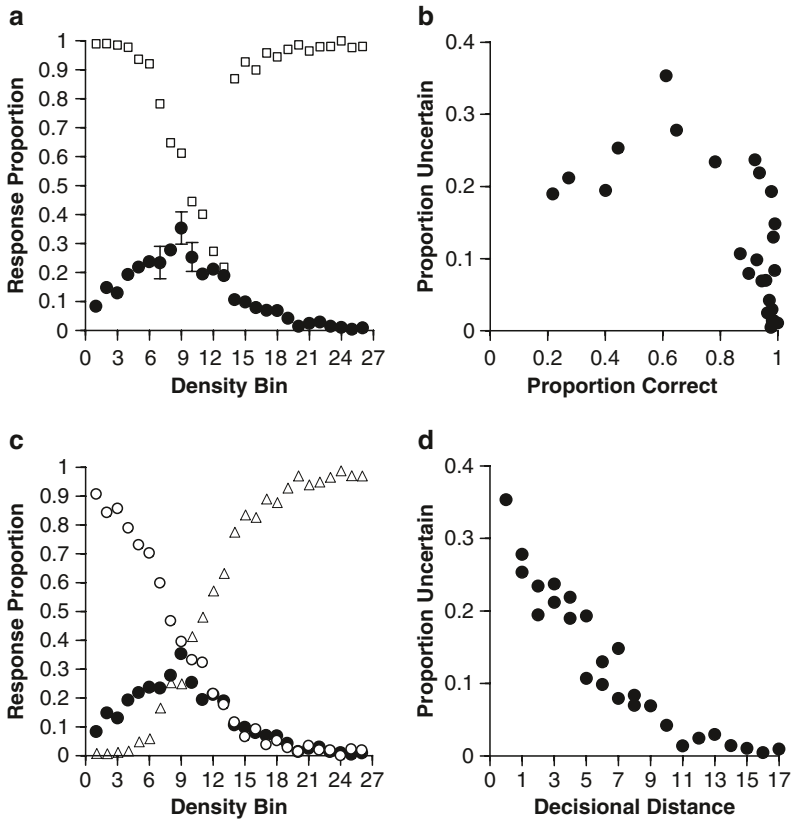 a
1
0.9
0.8
0.7
0.6
0.5
0.4
0.3
0.2
0.1
0
0 3 6 9 12 15 18 21 24 27
Response Proportion
Density Bin
b
0.4
0.3
0.2
0.1
0
0 0.2 0.4 0.6 0.8 1
Proportion Uncertain
Proportion Correct
c
1
0.9
0.8
0.7
0.6
0.5
0.4
0.3
0.2
0.1
0
0 3 6 9 12 15 18 21 24 27
Response Proportion
Density Bin
d
0.4
0.3
0.2
0.1
0
0 1 3 5 7 9 11 13 15 17
Proportion Uncertain
Decisional Distance